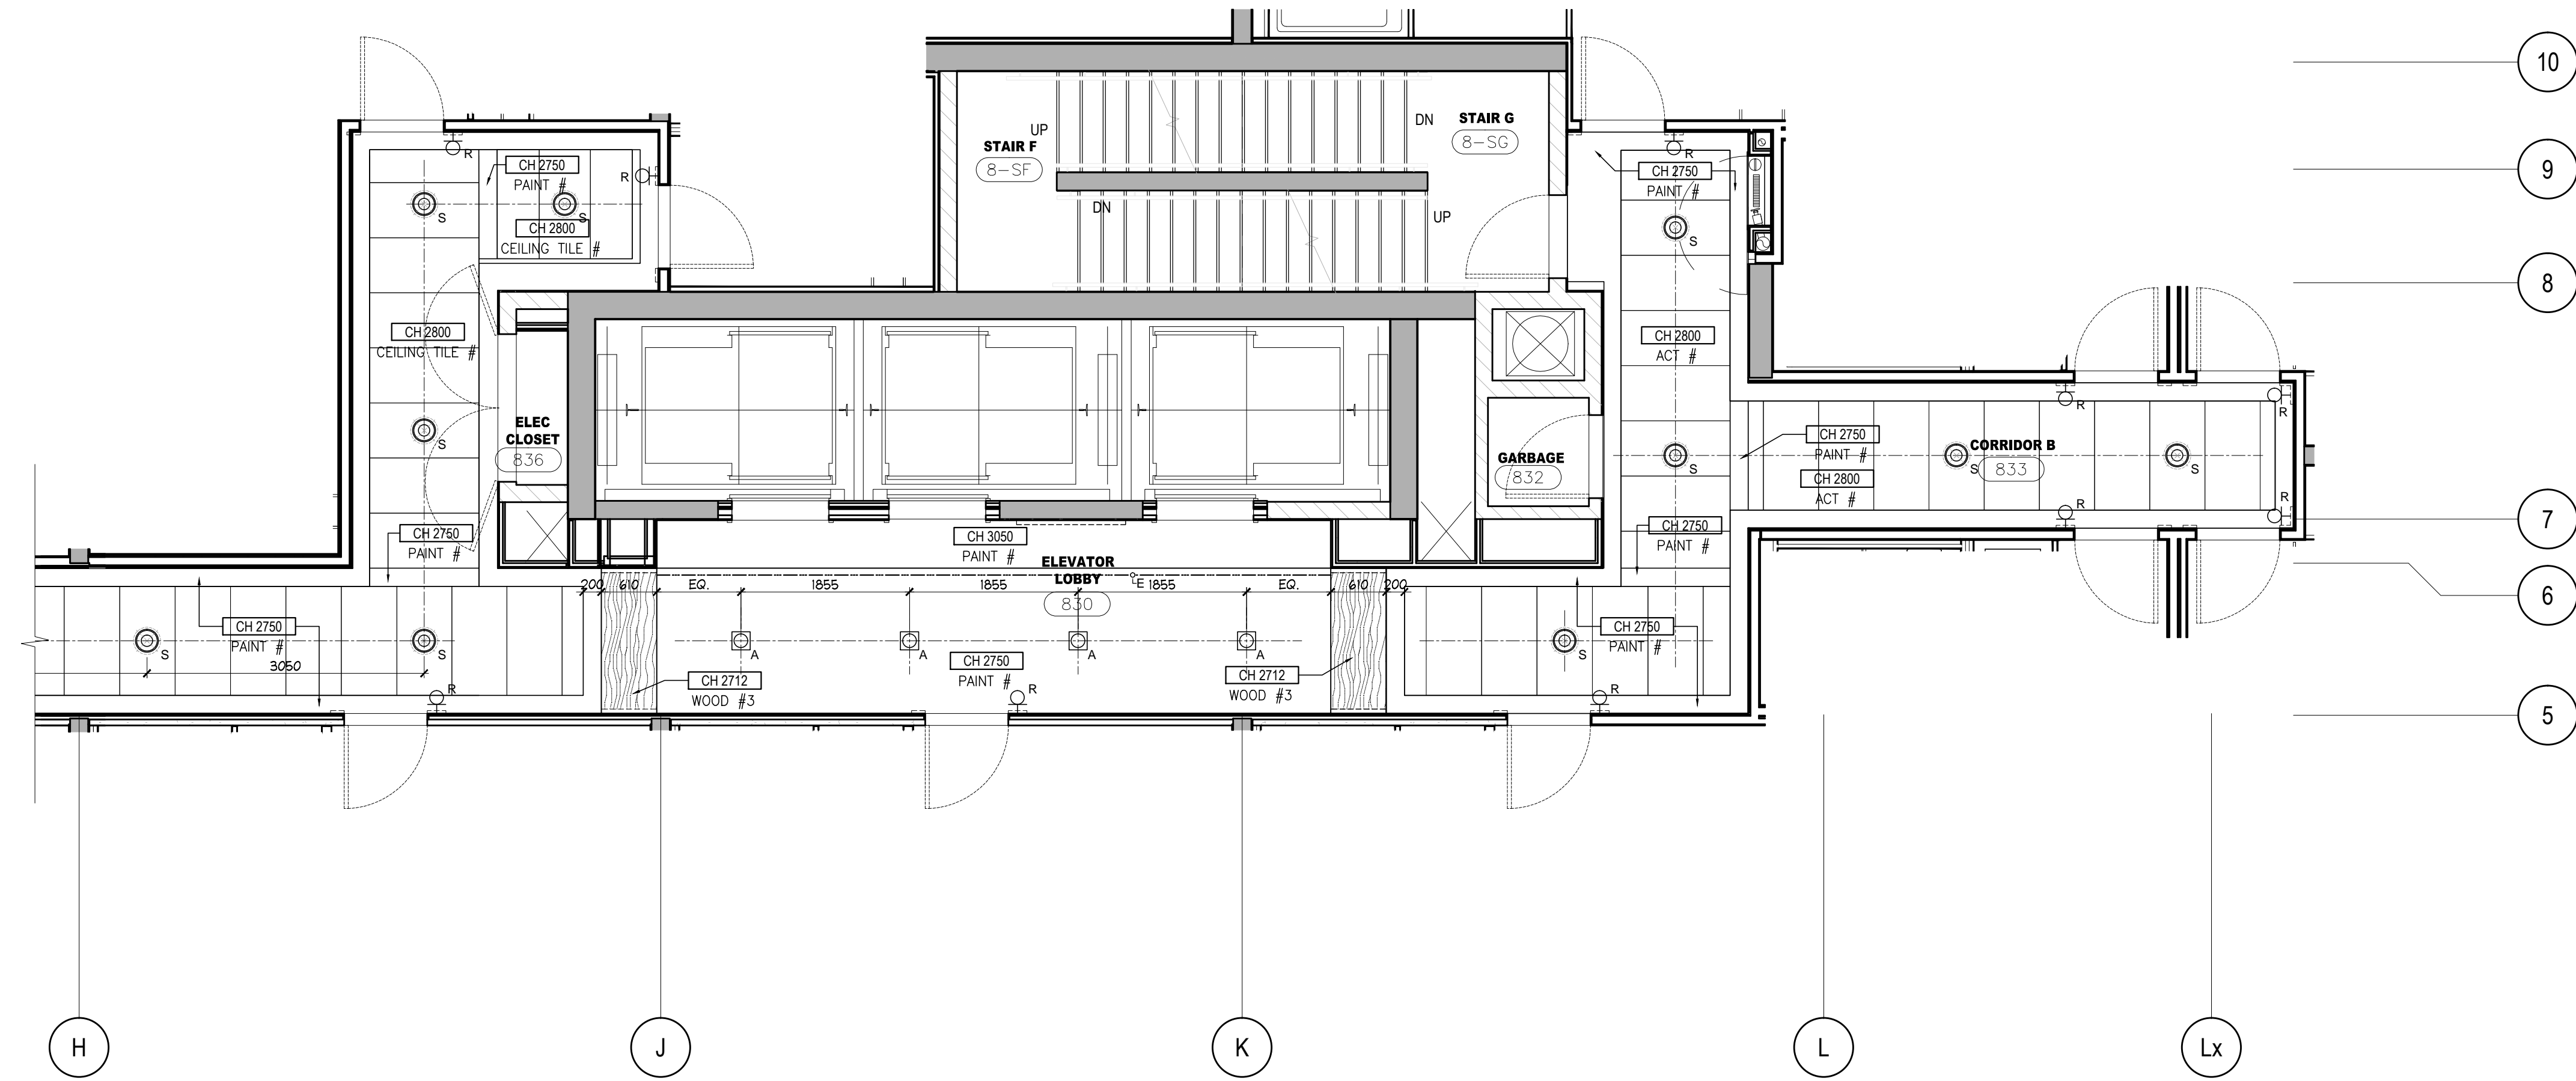 10
STAIR G
DN
UP
STAIR F
8-SG
8-SF
R
R
CH 2750
PAINT #
R
CH 2750
PAINT #
9
S
S
CH 2800
CEILING TILE #
DN
UP
S
8
CH 2800
CEILING TILE #
CH 2800
ACT #
R
R
ELEC
CLOSET
836
S
GARBAGE
832
S
CH 2750
PAINT #
CORRIDOR B
833
S
S
CH 2800
ACT #
R
R
7
CH 2750
PAINT #
CH 3050
PAINT #
CH 2750
PAINT #
ELEVATOR
LOBBY
830
E
200
610
EQ.
1855
1855
1855
EQ.
610
200
6
CH 2750
PAINT #
3050
S
S
A
A
A
A
S
CH 2750
PAINT #
CH 2750
PAINT #
CH 2712
WOOD #3
CH 2712
WOOD #3
R
R
R
5
H
J
K
L
Lx